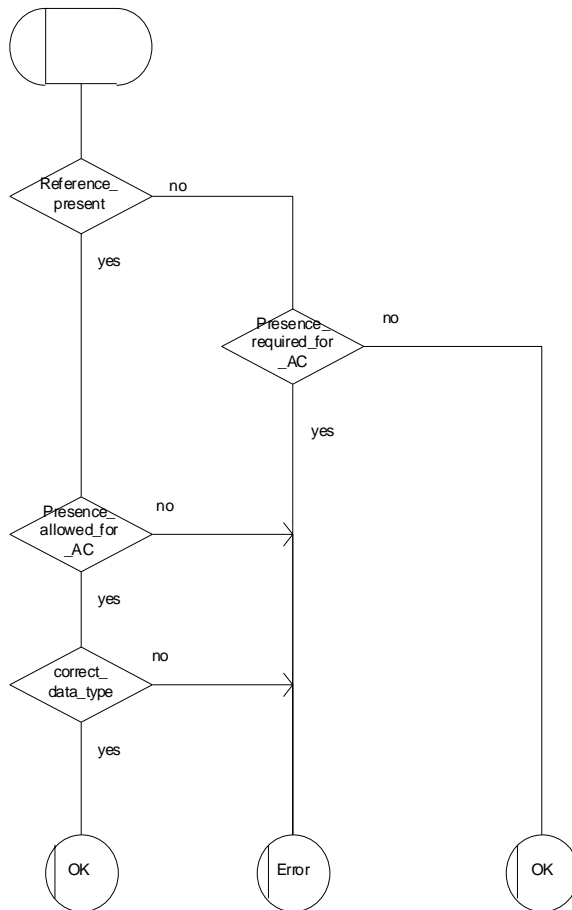 Reference_
present
no
yes
Presence_
required_for
_AC
no
yes
Presence_
allowed_for
_AC
no
yes
correct_
data_type
no
yes
OK
Error
OK